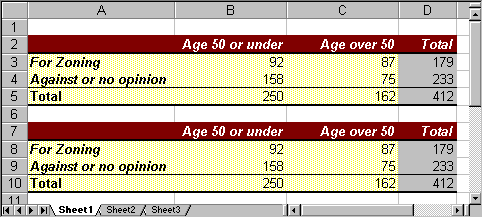 A B C D
1
2 Age 50 or under Age over 50 Total
3 For Zoning 92 87 179
4 Against or no opinion 158 75 233
5 Total 250 162 412
6
7 Age 50 or under Age over 50 Total
8 For Zoning 92 87 179
9 Against or no opinion 158 75 233
10 Total 250 162 412
11
Sheet1 Sheet2 Sheet3